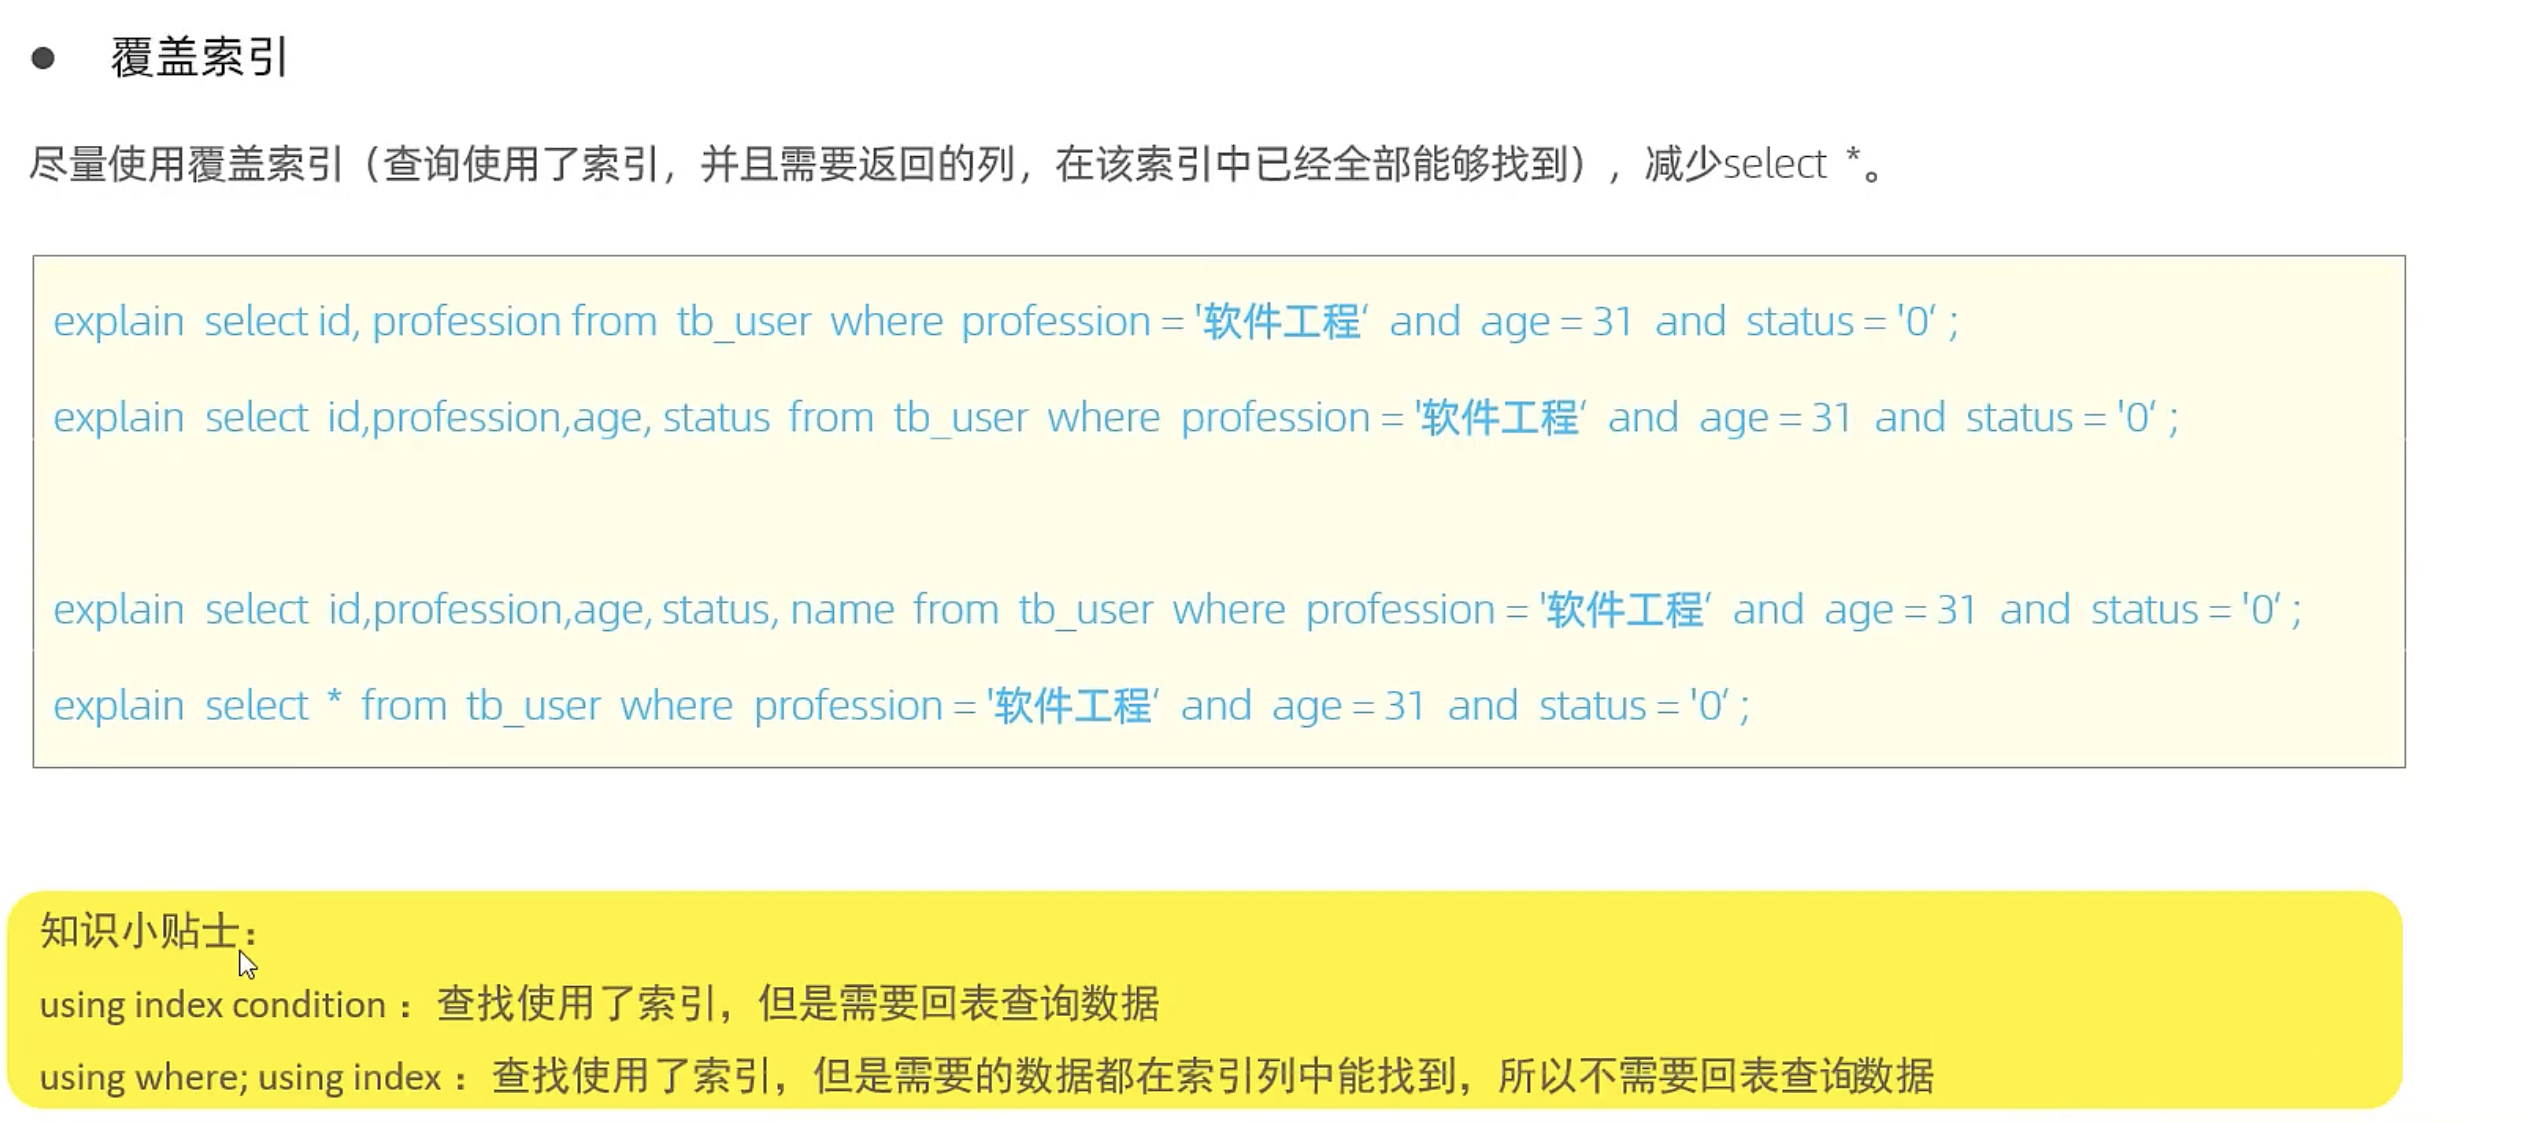 ● 覆盖索引
尽量使用覆盖索引（查询使用了索引，并且需要返回的列，在该索引中已经全部能够找到），减少select *。
explain select id, profession from tb_user where profession = '软件工程‘ and age = 31 and status = '0‘ ;
explain select id,profession,age, status from tb_user where profession = '软件工程‘ and age = 31 and status = '0‘ ;
explain select id,profession,age, status, name from tb_user where profession = '软件工程‘ and age = 31 and status = '0‘ ;
explain select * from tb_user where profession = '软件工程‘ and age = 31 and status = '0‘ ;
知识小贴士：
using index condition ：查找使用了索引，但是需要回表查询数据
using where; using index ：查找使用了索引，但是需要的数据都在索引列中能找到，所以不需要回表查询数据